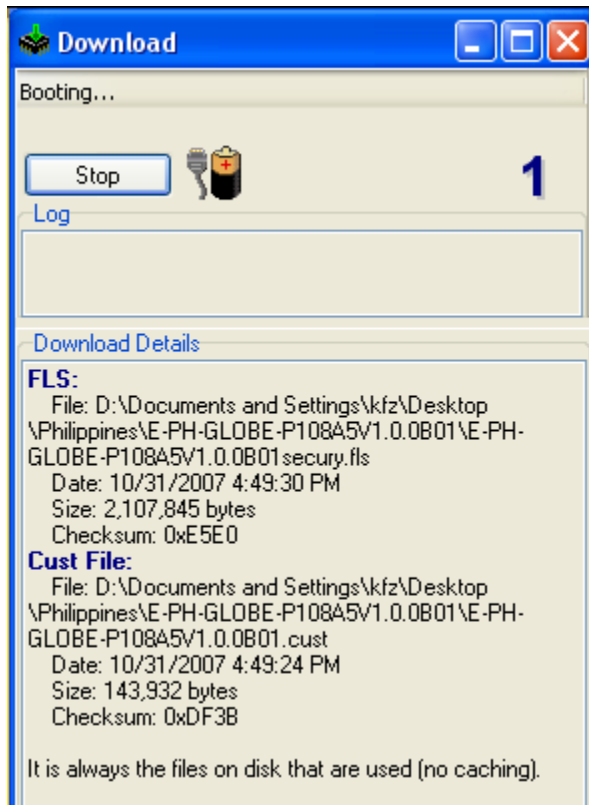 Download
Booting...
Stop
1
Log
Download Details
FLS:
File: D:\Documents and Settings\kfz\Desktop
\Philippines\E-PH-GLOBE-P108A5V1.0.0B01\E-PH-
GLOBE-P108A5V1.0.0B01secury.fls
Date: 10/31/2007 4:49:30 PM
Size: 2,107,845 bytes
Checksum: 0xE5E0
Cust File:
File: D:\Documents and Settings\kfz\Desktop
\Philippines\E-PH-GLOBE-P108A5V1.0.0B01\E-PH-
GLOBE-P108A5V1.0.0B01.cust
Date: 10/31/2007 4:49:24 PM
Size: 143,932 bytes
Checksum: 0xDF3B
It is always the files on disk that are used (no caching).